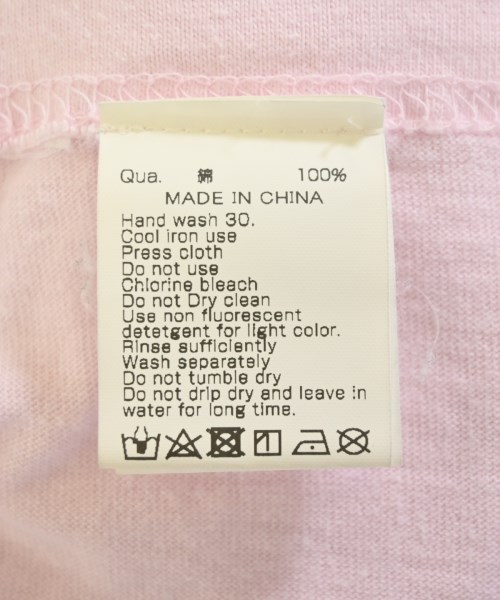 Qua. 綿 100%
MADE IN CHINA
Hand wash 30.
Cool iron use
Press cloth
Do not use
Chlorine bleach
Do not Dry clean
Use non fluorescent
detetgent for light color.
Rinse sufficiently
Wash separately
Do not tumble dry
Do not drip dry and leave in
water for long time.